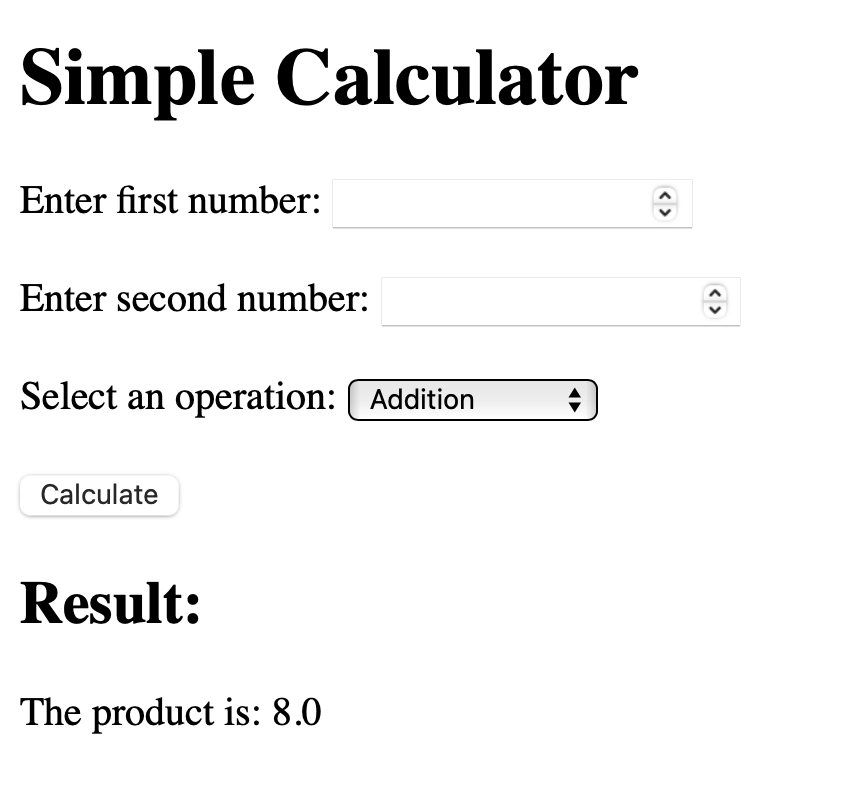 Simple Calculator
Enter first number:
Enter second number:
Select an operation: Addition
Calculate
Result:
The product is: 8.0